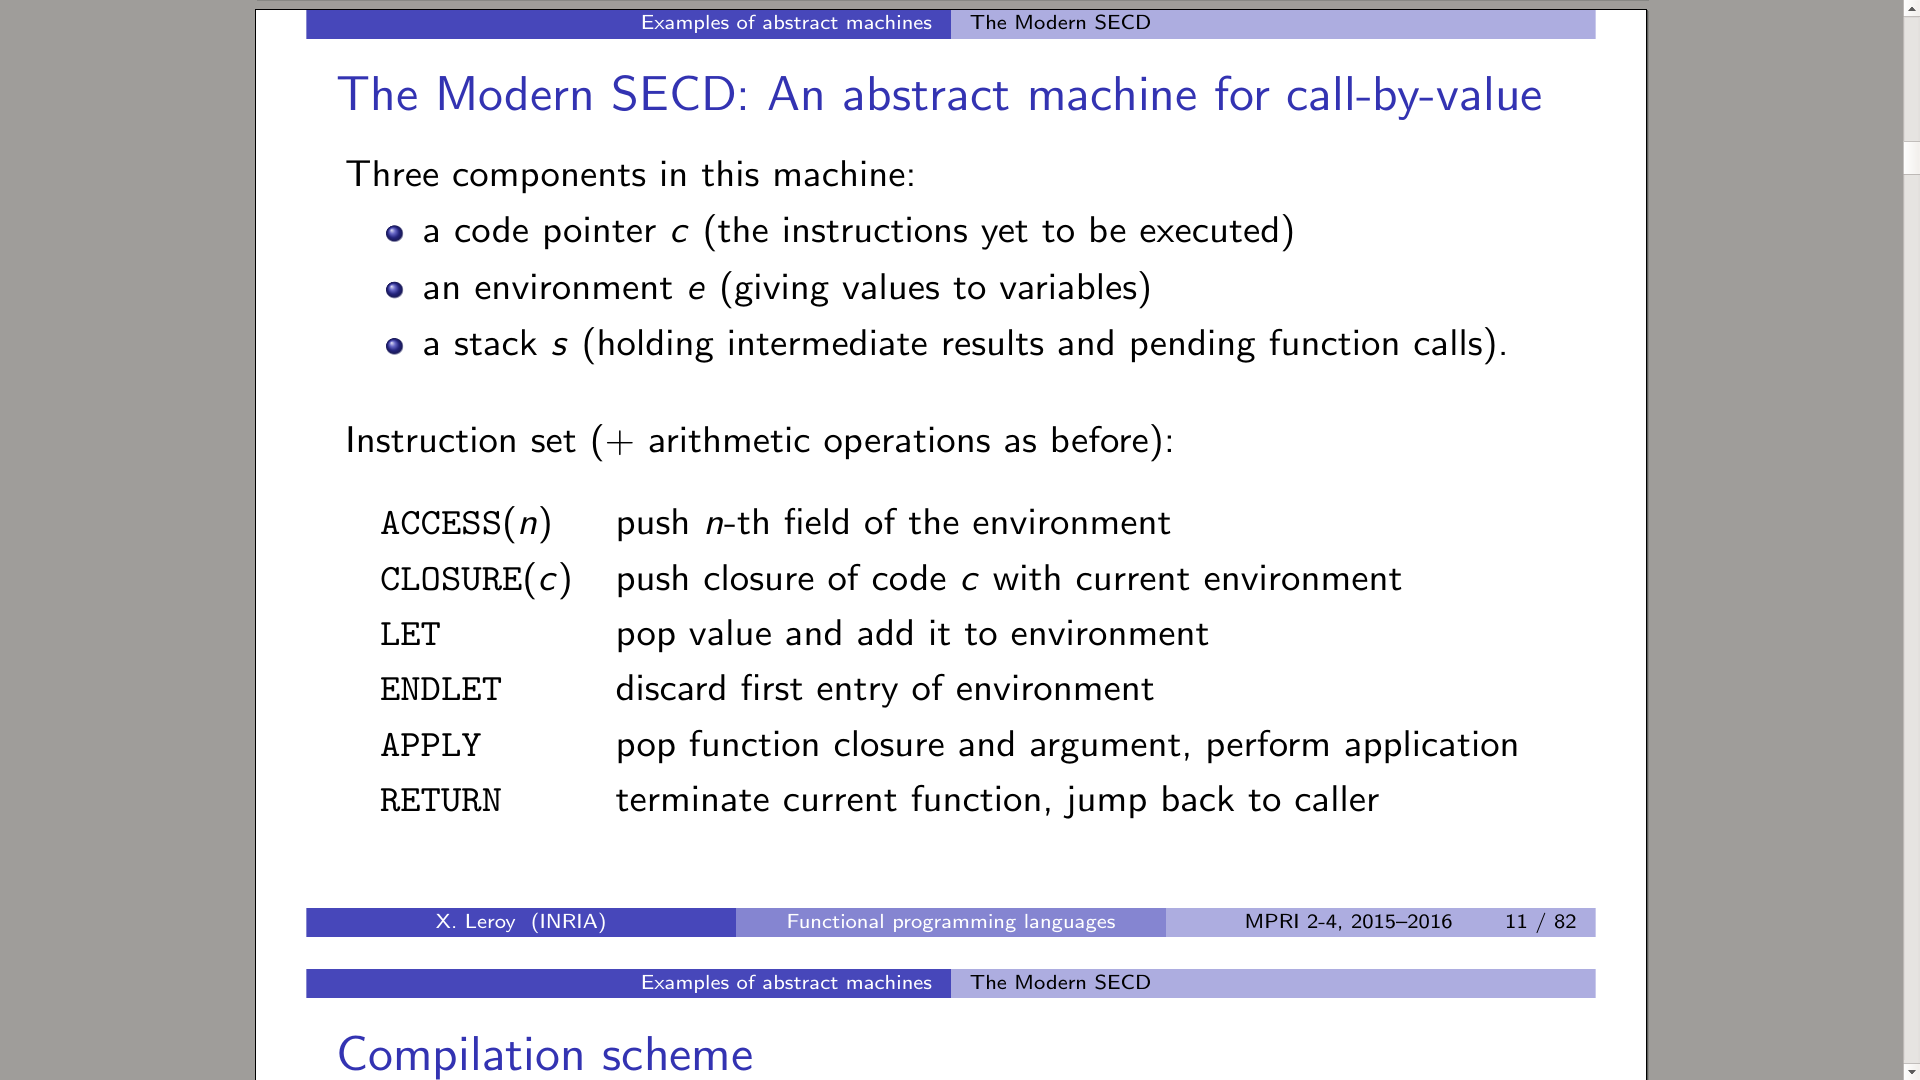 Examples of abstract machines The Modern SECD
The Modern SECD: An abstract machine for call-by-value
Three components in this machine:
a code pointer c (the instructions yet to be executed)
an environment e (giving values to variables)
a stack s (holding intermediate results and pending function calls).
Instruction set (+ arithmetic operations as before):
ACCESS(n) push n-th field of the environment
CLOSURE(c) push closure of code c with current environment
LET pop value and add it to environment
ENDLET discard first entry of environment
APPLY pop function closure and argument, perform application
RETURN terminate current function, jump back to caller
X. Leroy (INRIA) Functional programming languages MPRI 2-4, 2015–2016 11 / 82
Examples of abstract machines The Modern SECD
Compilation scheme